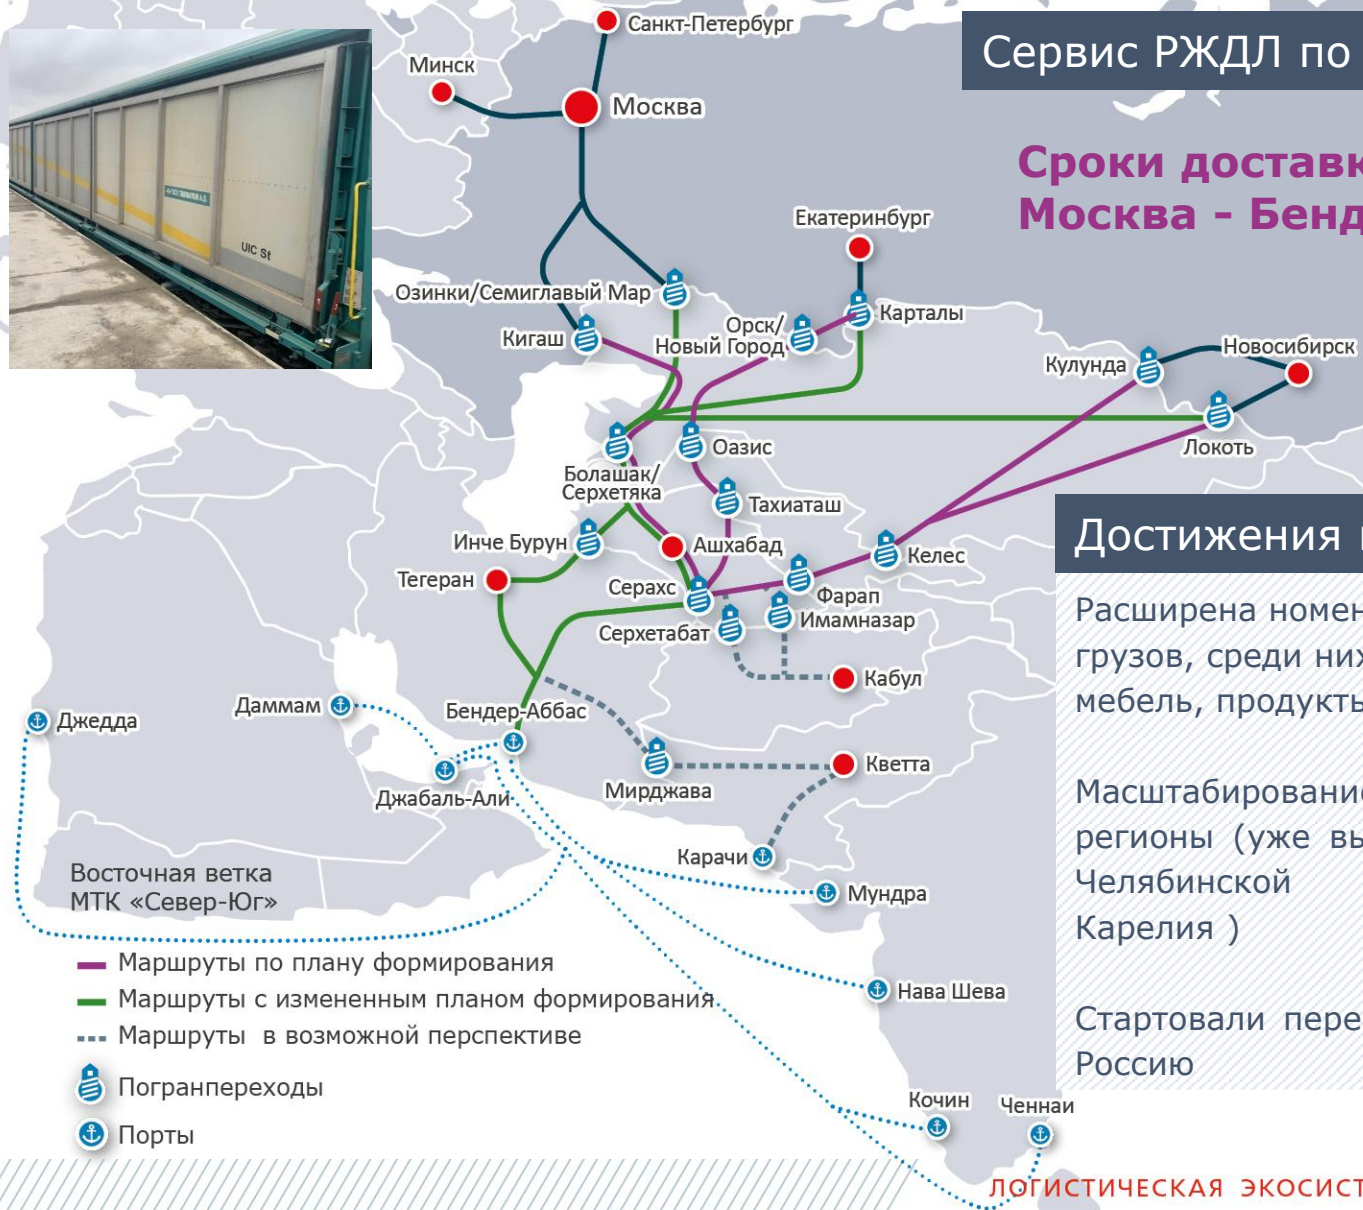 Санкт-Петербург
Минск
Москва
Сервис РЖДЛ по
Сроки доставк
Москва - Бенд
UIC St
Екатеринбург
Озинки/Семиглавый Мар
Карталы
Орск/
Новый Город
Кигаш
Кулунда
Новосибирск
Оазис
Локоть
Болашак/
Серхетяка
Тахиаташ
Инче Бурун
Ашхабад
Келес
Тегеран
Серахс
Фарап
Имамназар
Серхетабат
Кабул
Достижения
Расширена номен
грузов, среди них
мебель, продукты
Масштабирование
регионы (уже вы
Челябинской
Карелия )
Стартовали пере
Россию
Джедда
Даммам
Бендер-Аббас
Джабаль-Али
Мирджава
Кветта
Карачи
Мундра
Нава Шева
Кочин
Ченнаи
Восточная ветка
МТК «Север-Юг»
Маршруты по плану формирования
Маршруты с измененным планом формирования
Маршруты в возможной перспективе
Погранпереходы
Порты
ЛОГИСТИЧЕСКАЯ ЭКОСИСТ